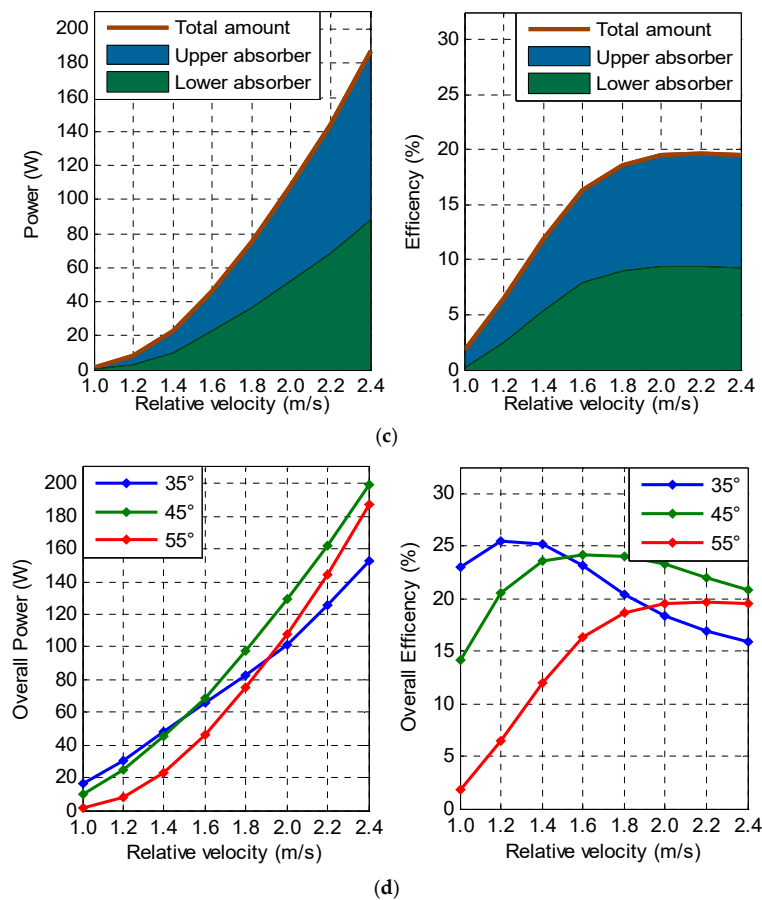 200
180
160
140
120
100
80
60
40
20
0
Power (W)
Total amount
Upper absorber
Lower absorber
1.0 1.2 1.4 1.6 1.8 2.0 2.2 2.4
Relative velocity (m/s)
30
25
20
15
10
5
0
Efficency (%)
Total amount
Upper absorber
Lower absorber
1.0 1.2 1.4 1.6 1.8 2.0 2.2 2.4
Relative velocity (m/s)
(c)
200
180
160
140
120
100
80
60
40
20
0
Overall Power (W)
35°
45°
55°
1.0 1.2 1.4 1.6 1.8 2.0 2.2 2.4
Relative velocity (m/s)
30
25
20
15
10
5
0
Overall Efficency (%)
35°
45°
55°
1.0 1.2 1.4 1.6 1.8 2.0 2.2 2.4
Relative velocity (m/s)
(d)